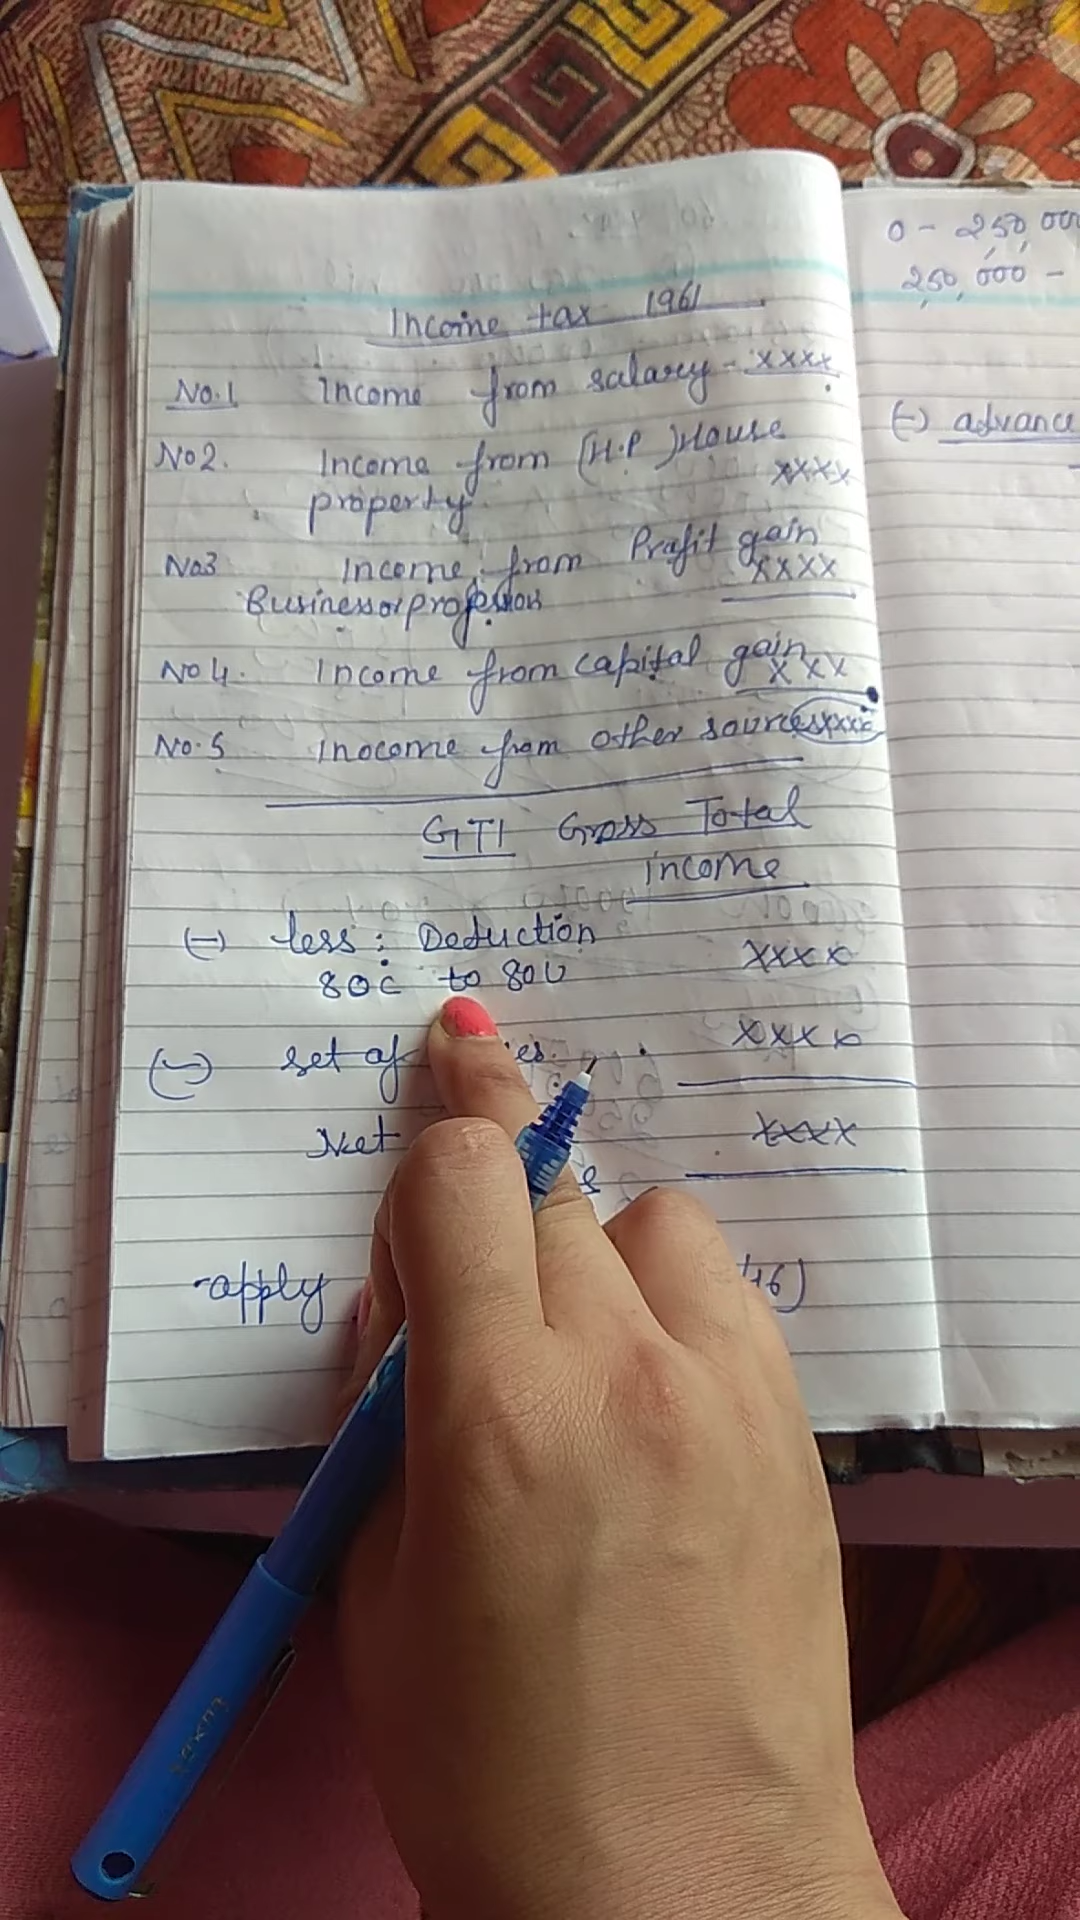 Income tax 1961
No.1 Income from salary - xxxx
No 2. Income from (H.P) House
property xxxx
No3 Income from Profit gain
Business or profession xxxx
No 4. Income from capital gain
x xx
No.5 Inocome from other sources xxxx
GTI Gross Total
income
(-) less : Deduction
80C to 80U xxxx
(-) set of
xxxx
Net xxxx
apply
0 - 250,000
250,000 -
(-) advance